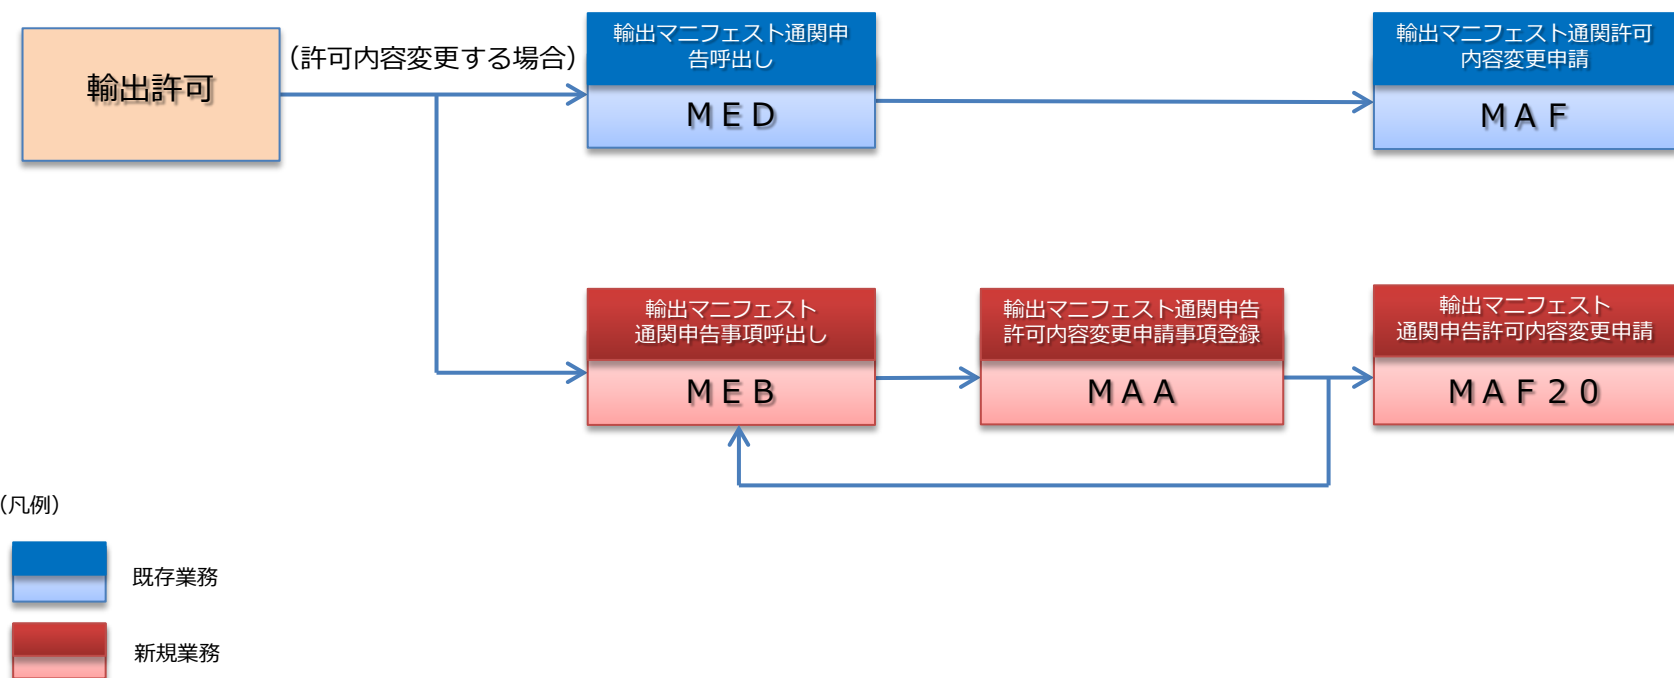 輸出許可
（許可内容変更する場合）
輸出マニフェスト通関申
告呼出し
ＭＥＤ
輸出マニフェスト通関許可
内容変更申請
ＭＡＦ
輸出マニフェスト
通関申告事項呼出し
ＭＥＢ
輸出マニフェスト通関申告
許可内容変更申請事項登録
ＭＡＡ
輸出マニフェスト
通関申告許可内容変更申請
ＭＡＦ２０
（凡例）
既存業務
新規業務